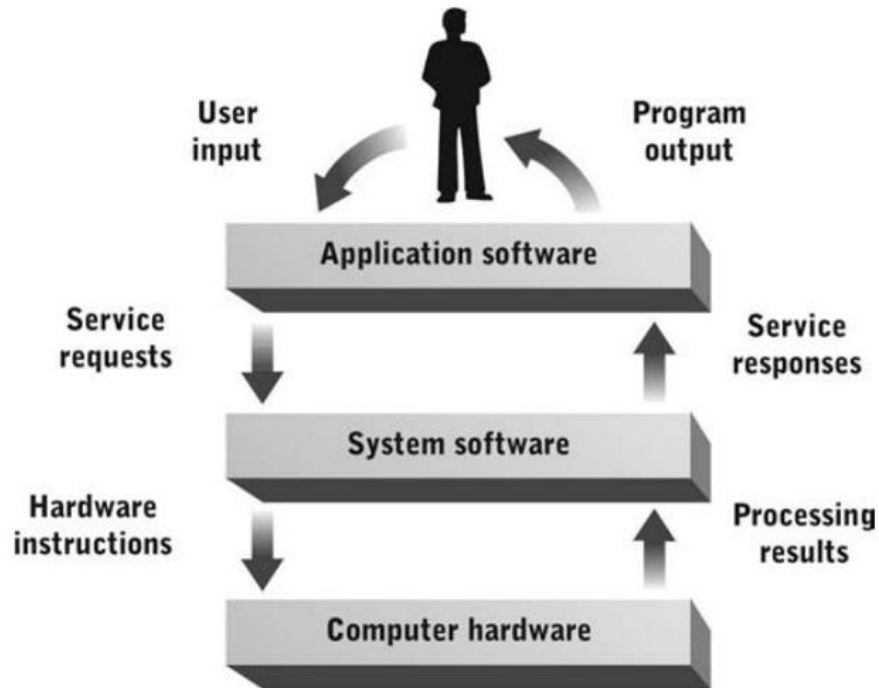 User
input
Program
output
Application software
Service
requests
Service
responses
System software
Hardware
instructions
Processing
results
Computer hardware